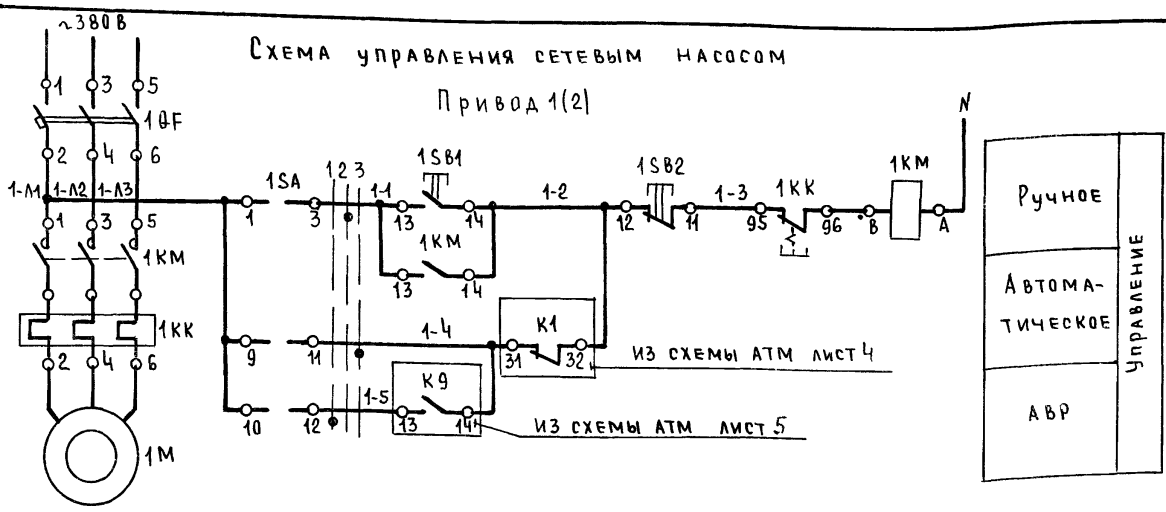 ~380 В
Схема управления сетевым насосом
Привод 1(2)
N
1 3 5
1QF
2 4 6
1-Л1 1-Л2 1-Л3
1 3 5
1КМ
1КК
2 4 6
1М
1SA
1 3
1 2 3
1-1
1SB1
13 14
1КМ
13 14
1-2
1SB2
12 11
1-3
1КК
95 96
1КМ
В А
9 11
1-4
К1
31 32
из схемы АТМ лист 4
10 12
1-5
К9
13 14
из схемы АТМ лист 5
Ручное
Автома-
тическое
АВР
Управление